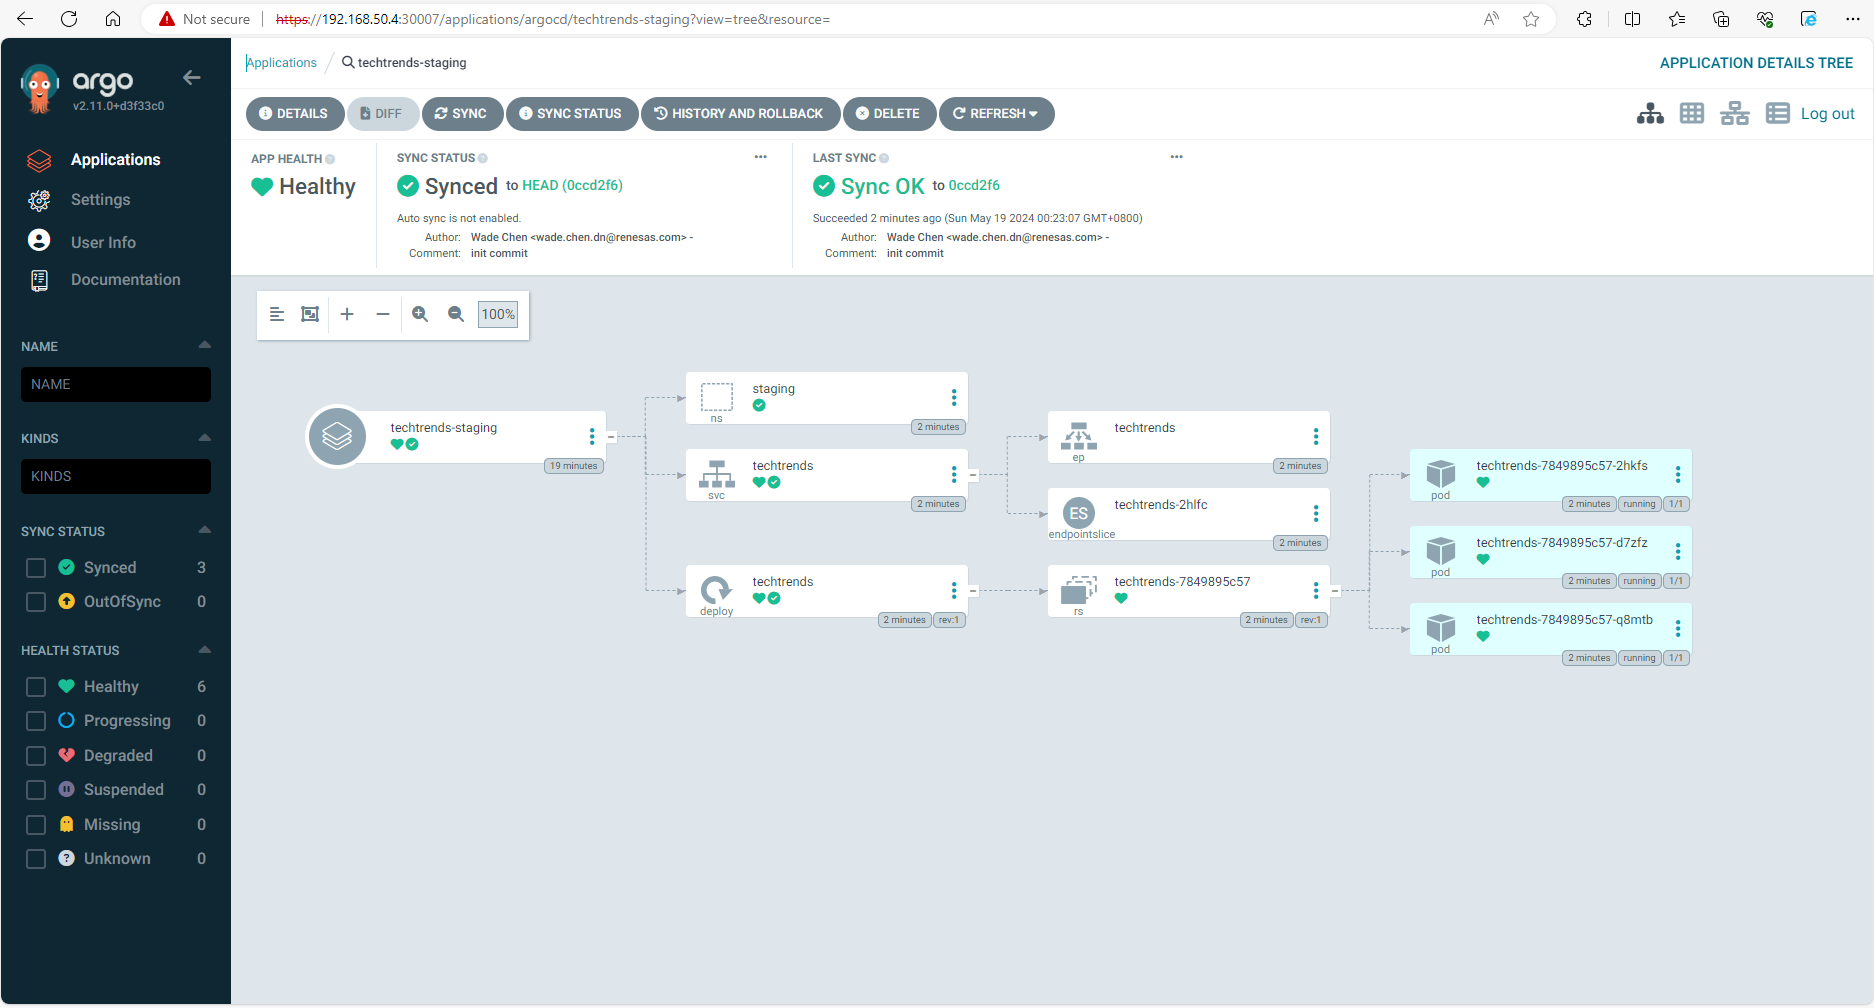 Not secure
https://192.168.50.4:30007/applications/argocd/techtrends-staging?view=tree&resource=
argo
v2.11.0+d3f33c0
Applications
Settings
User Info
Documentation
NAME
NAME
KINDS
KINDS
SYNC STATUS
Synced 3
OutOfSync 0
HEALTH STATUS
Healthy 6
Progressing 0
Degraded 0
Suspended 0
Missing 0
Unknown 0
Applications / techtrends-staging
APPLICATION DETAILS TREE
DETAILS DIFF SYNC SYNC STATUS HISTORY AND ROLLBACK DELETE REFRESH
Log out
APP HEALTH
Healthy
SYNC STATUS
Synced to HEAD (0ccd2f6)
Auto sync is not enabled.
Author: Wade Chen <wade.chen.dn@renesas.com> -
Comment: init commit
LAST SYNC
Sync OK to 0ccd2f6
Succeeded 2 minutes ago (Sun May 19 2024 00:23:07 GMT+0800)
Author: Wade Chen <wade.chen.dn@renesas.com> -
Comment: init commit
100%
techtrends-staging
19 minutes
staging
ns
2 minutes
techtrends
svc
2 minutes
techtrends
deploy
2 minutes rev:1
techtrends
ep
2 minutes
ES
techtrends-2hlfc
endpointslice
2 minutes
techtrends-7849895c57
rs
2 minutes rev:1
techtrends-7849895c57-2hkfs
pod
2 minutes running 1/1
techtrends-7849895c57-d7zfz
pod
2 minutes running 1/1
techtrends-7849895c57-q8mtb
pod
2 minutes running 1/1